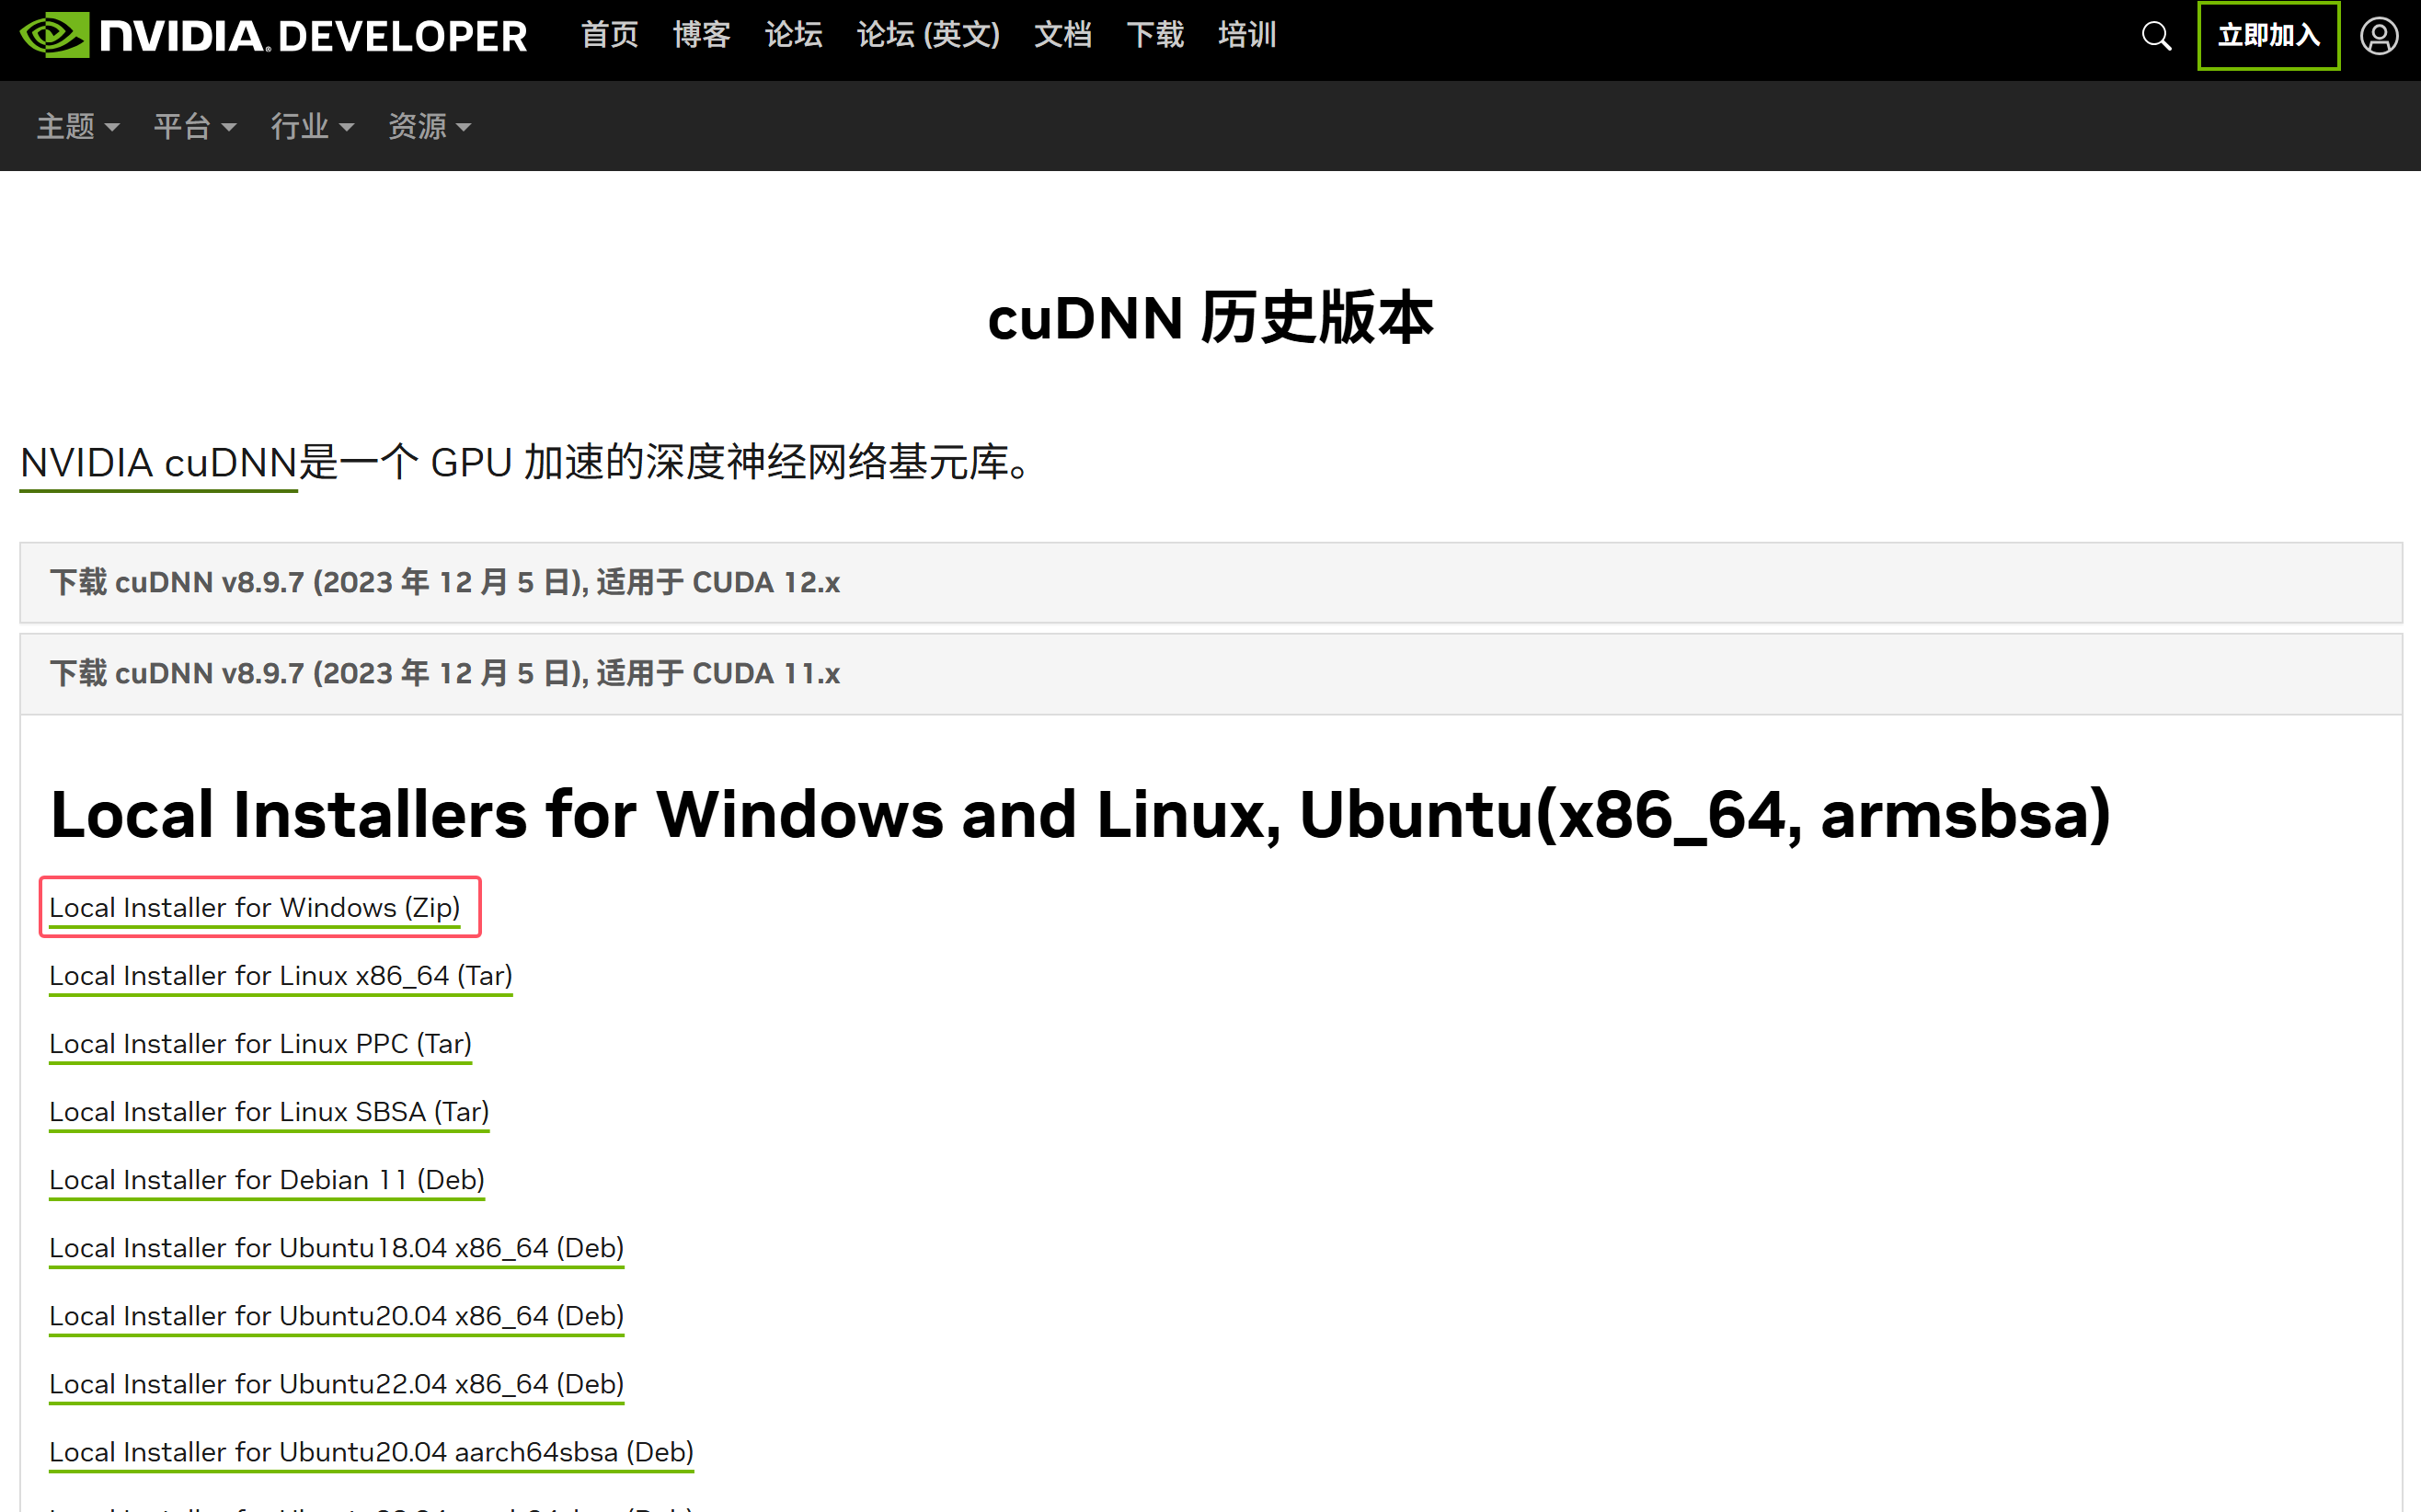 NVIDIA. DEVELOPER 首页 博客 论坛 论坛 (英文) 文档 下载 培训 立即加入
主题 平台 行业 资源
cuDNN 历史版本
NVIDIA cuDNN是一个 GPU 加速的深度神经网络基元库。
下载 cuDNN v8.9.7 (2023 年 12 月 5 日), 适用于 CUDA 12.x
下载 cuDNN v8.9.7 (2023 年 12 月 5 日), 适用于 CUDA 11.x
Local Installers for Windows and Linux, Ubuntu(x86_64, armsbsa)
Local Installer for Windows (Zip)
Local Installer for Linux x86_64 (Tar)
Local Installer for Linux PPC (Tar)
Local Installer for Linux SBSA (Tar)
Local Installer for Debian 11 (Deb)
Local Installer for Ubuntu18.04 x86_64 (Deb)
Local Installer for Ubuntu20.04 x86_64 (Deb)
Local Installer for Ubuntu22.04 x86_64 (Deb)
Local Installer for Ubuntu20.04 aarch64sbsa (Deb)